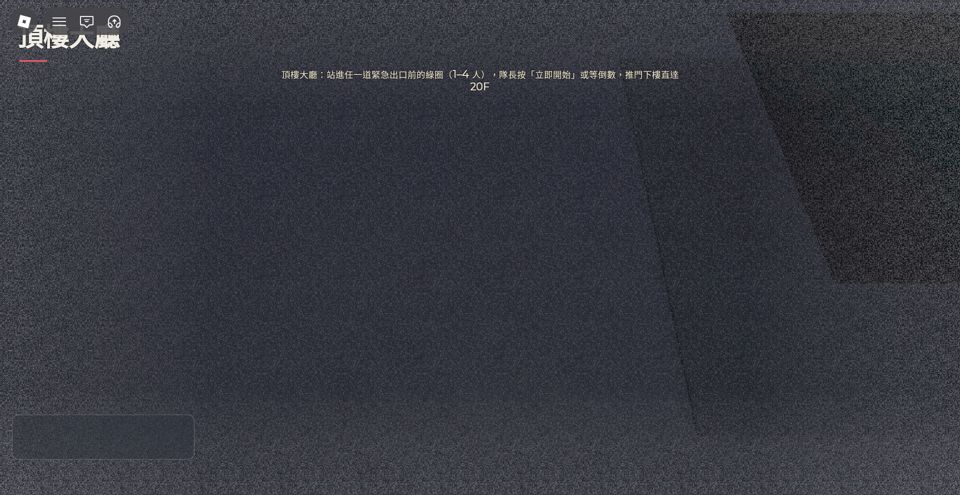 頂樓大廳
頂樓大廳：站進任一道緊急出口前的綠圈（1–4 人），隊長按「立即開始」或等倒數，推門下樓直達
20F